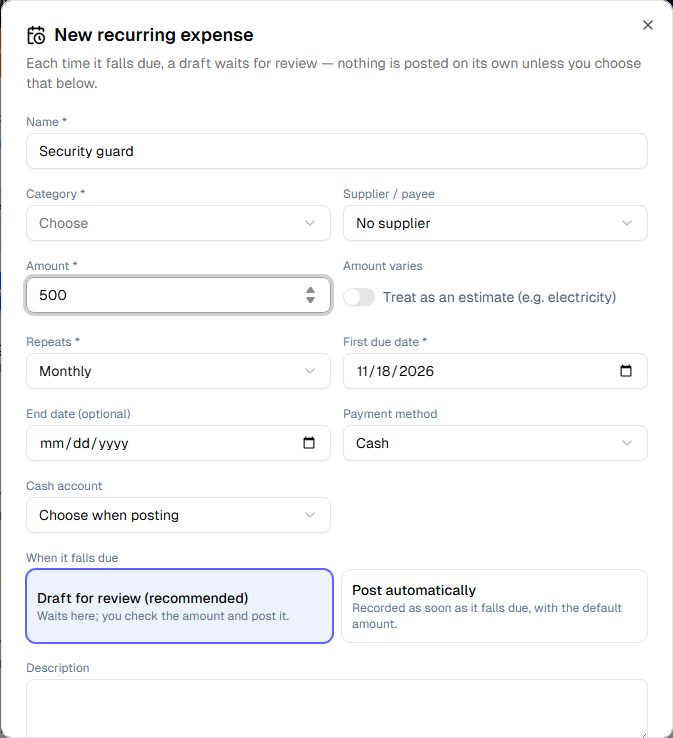 New recurring expense
Each time it falls due, a draft waits for review — nothing is posted on its own unless you choose
that below.
Name *
Security guard
Category *
Supplier / payee
Choose
No supplier
Amount *
Amount varies
500
Treat as an estimate (e.g. electricity)
Repeats *
First due date *
Monthly
11/18/2026
End date (optional)
Payment method
mm/dd/yyyy
Cash
Cash account
Choose when posting
When it falls due
Draft for review (recommended)
Waits here; you check the amount and post it.
Post automatically
Recorded as soon as it falls due, with the default
amount.
Description